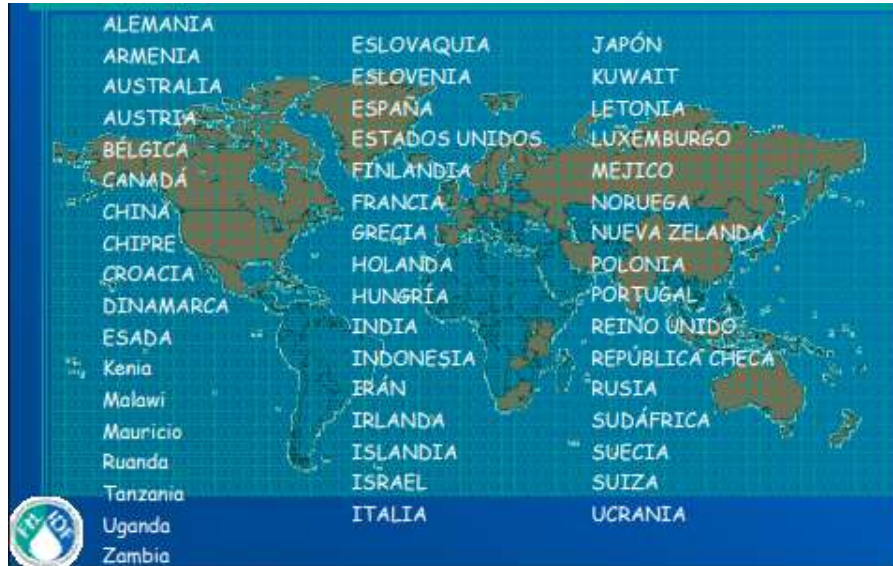 ALEMANIA
ARMENIA
AUSTRALIA
AUSTRIA
BÉLGICA
CANADÁ
CHINA
CHIPRE
CROACIA
DINAMARCA
ESADA
Kenia
Malawi
Mauricio
Ruanda
Tanzania
Uganda
Zambia
ESLOVAQUIA
ESLOVENIA
ESPAÑA
ESTADOS UNIDOS
FINLANDIA
FRANCIA
GRECIA
HOLANDA
HUNGRÍA
INDIA
INDONESIA
IRÁN
IRLANDA
ISLANDIA
ISRAEL
ITALIA
JAPÓN
KUWAIT
LETONIA
LUXEMBURGO
MEJICO
NORUEGA
NUEVA ZELANDA
POLONIA
PORTUGAL
REINO UNIDO
REPÚBLICA CHECA
RUSIA
SUDÁFRICA
SUECIA
SUIZA
UCRANIA
FIL IDF